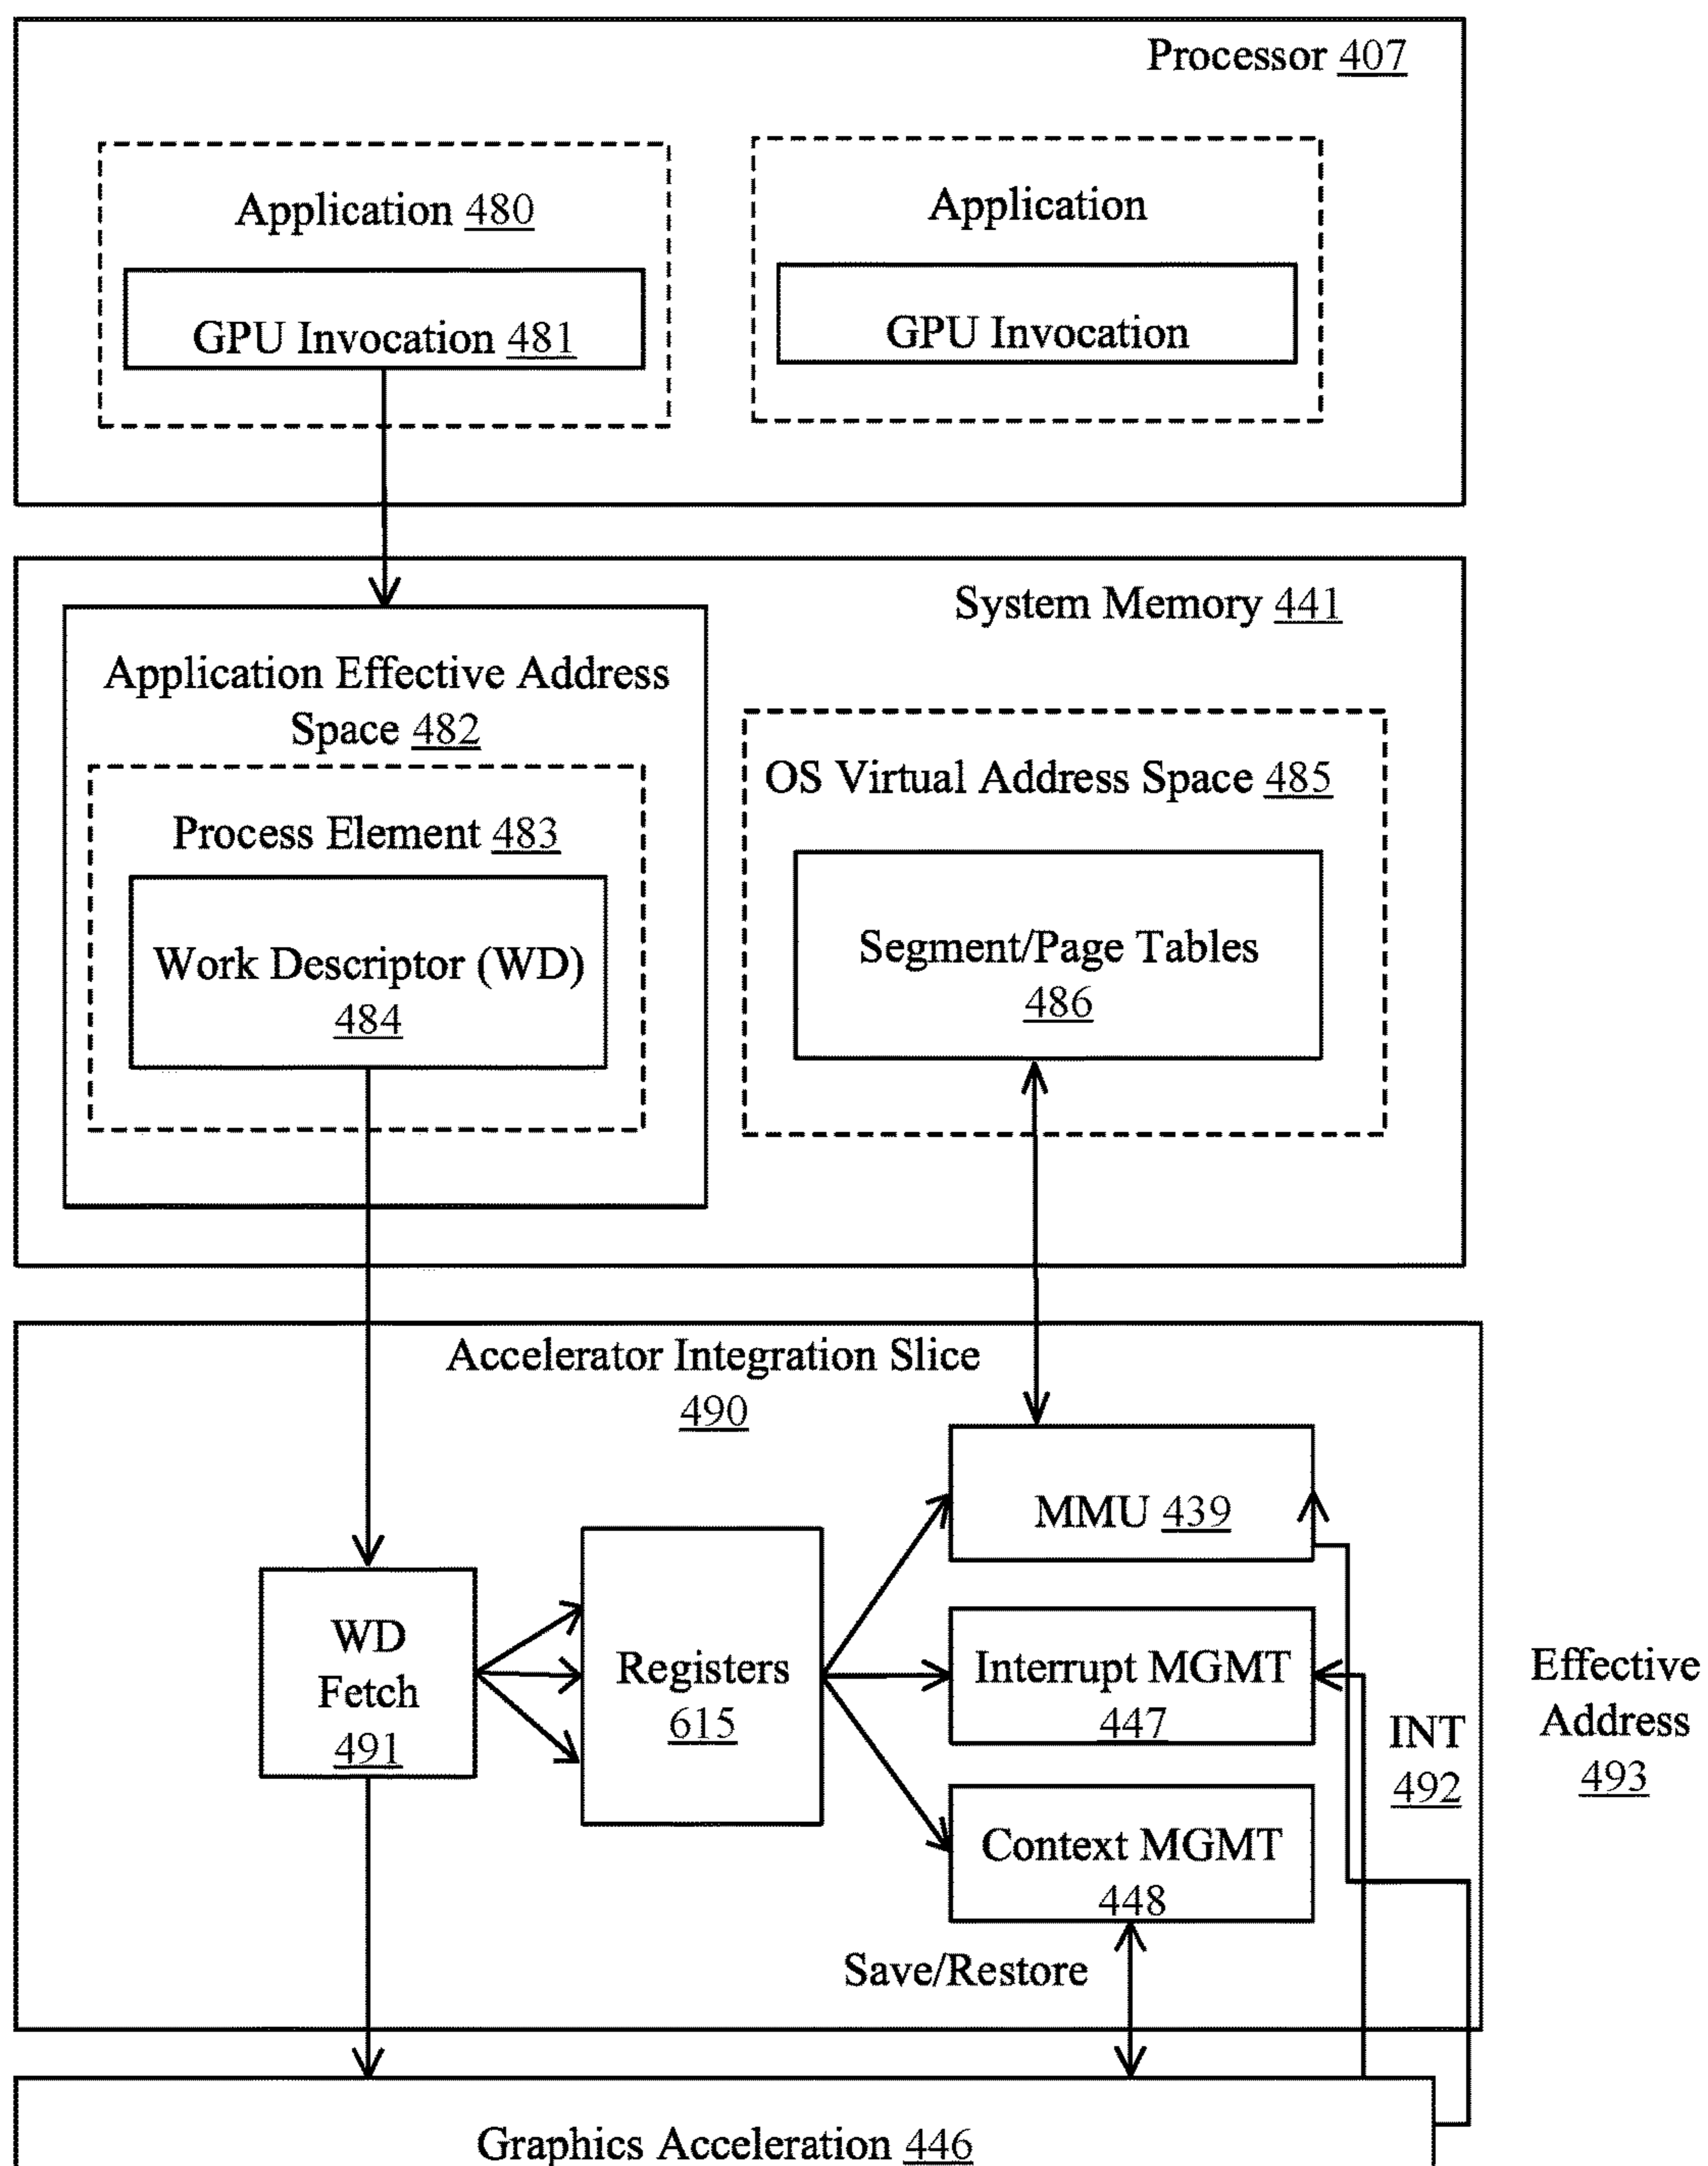 Processor 407
Application 480
GPU Invocation 481
Application
GPU Invocation
System Memory 441
Application Effective Address
Space 482
Process Element 483
Work Descriptor (WD)
484
OS Virtual Address Space 485
Segment/Page Tables
486
Accelerator Integration Slice
490
WD
Fetch
491
Registers
615
MMU 439
Interrupt MGMT
447
Context MGMT
448
Save/Restore
INT
492
Effective
Address
493
Graphics Acceleration 446